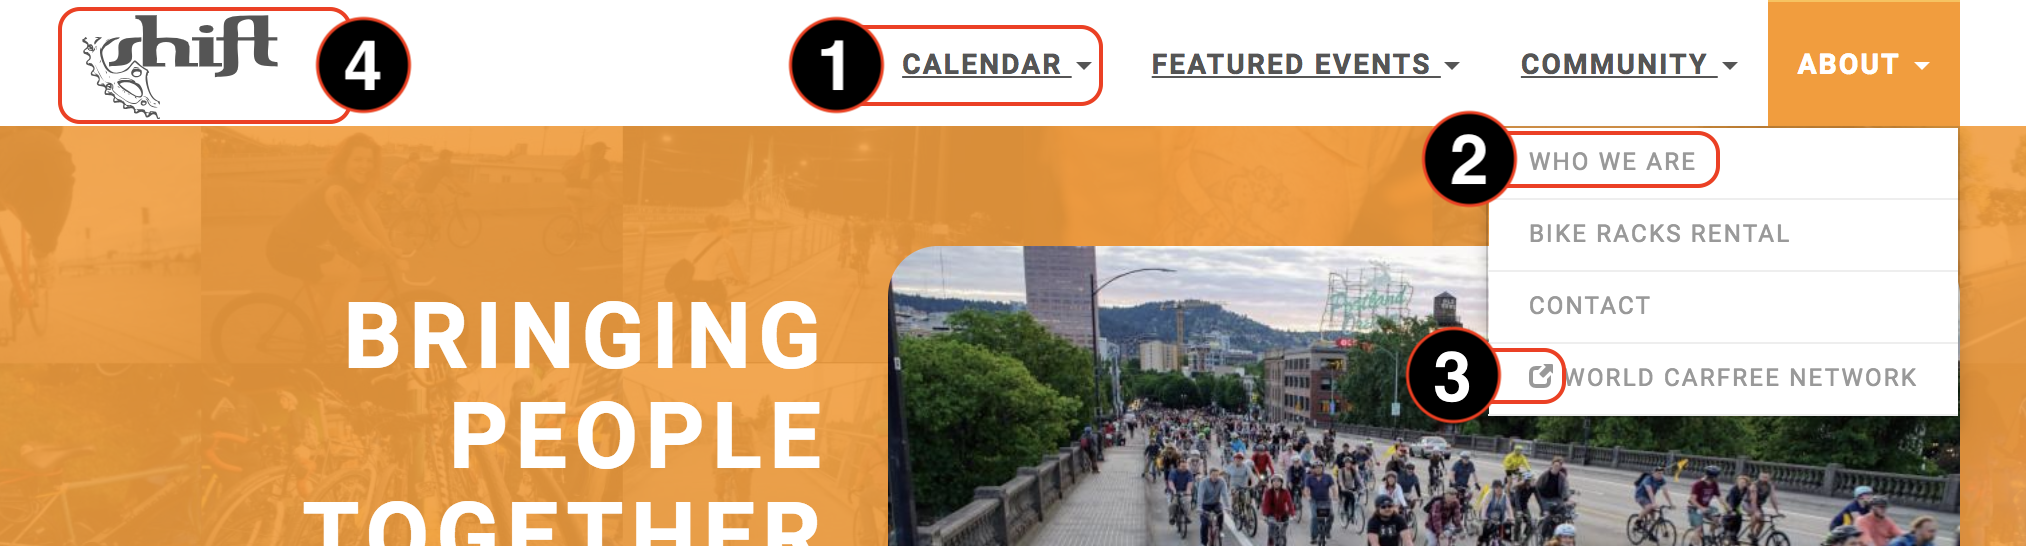 shift
4
1
CALENDAR
FEATURED EVENTS
COMMUNITY
ABOUT
2
WHO WE ARE
BIKE RACKS RENTAL
CONTACT
3
WORLD CARFREE NETWORK
BRINGING
PEOPLE
TOGETHER
Portland